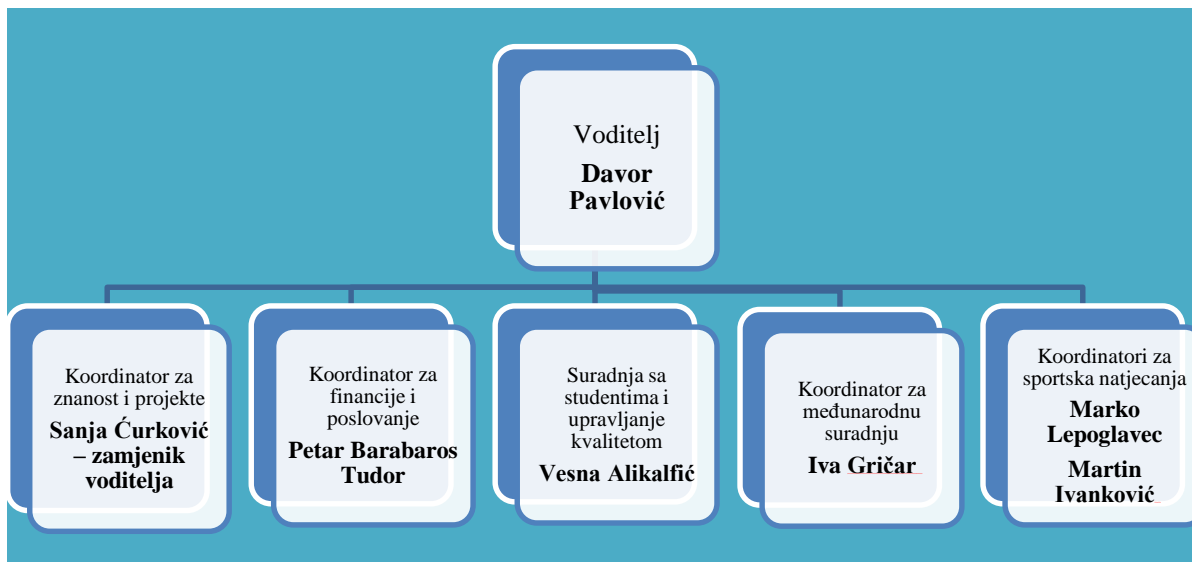 Voditelj
Davor
Pavlović
Koordinator za
znanost i projekte
Sanja Ćurković
– zamjenik
voditelja
Koordinator za
financije i
poslovanje
Petar Barabaros
Tudor
Suradnja sa
studentima i
upravljanje
kvalitetom
Vesna Alikalfić
Koordinator za
međunarodnu
suradnju
Iva Gričar
Koordinatori za
sportska natjecanja
Marko
Lepoglavec
Martin
Ivanković